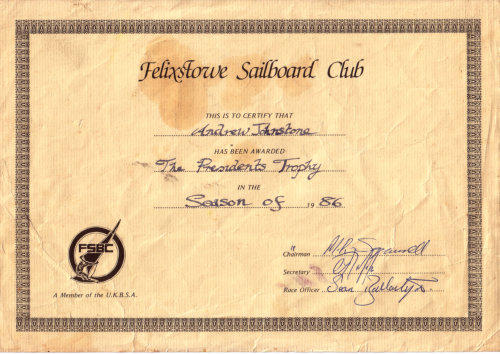 Felixstowe Sailboard Club
THIS IS TO CERTIFY THAT
Andrew Johnstone
HAS BEEN AWARDED
The Presidents Trophy
IN THE
Season of 1986
FSBC
A Member of the U.K.B.S.A.
Chairman
Secretary
Race Officer Sean